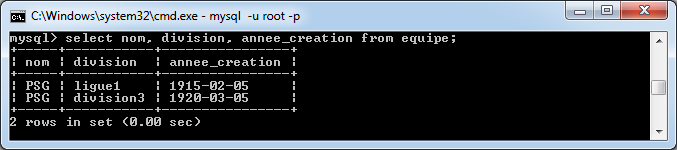 C:\Windows\system32\cmd.exe - mysql -u root -p
mysql> select nom, division, annee_creation from equipe;
+-----+-----------+----------------+
| nom | division  | annee_creation |
+-----+-----------+----------------+
| PSG | ligue1    | 1915-02-05     |
| PSG | division3 | 1920-03-05     |
+-----+-----------+----------------+
2 rows in set (0.00 sec)